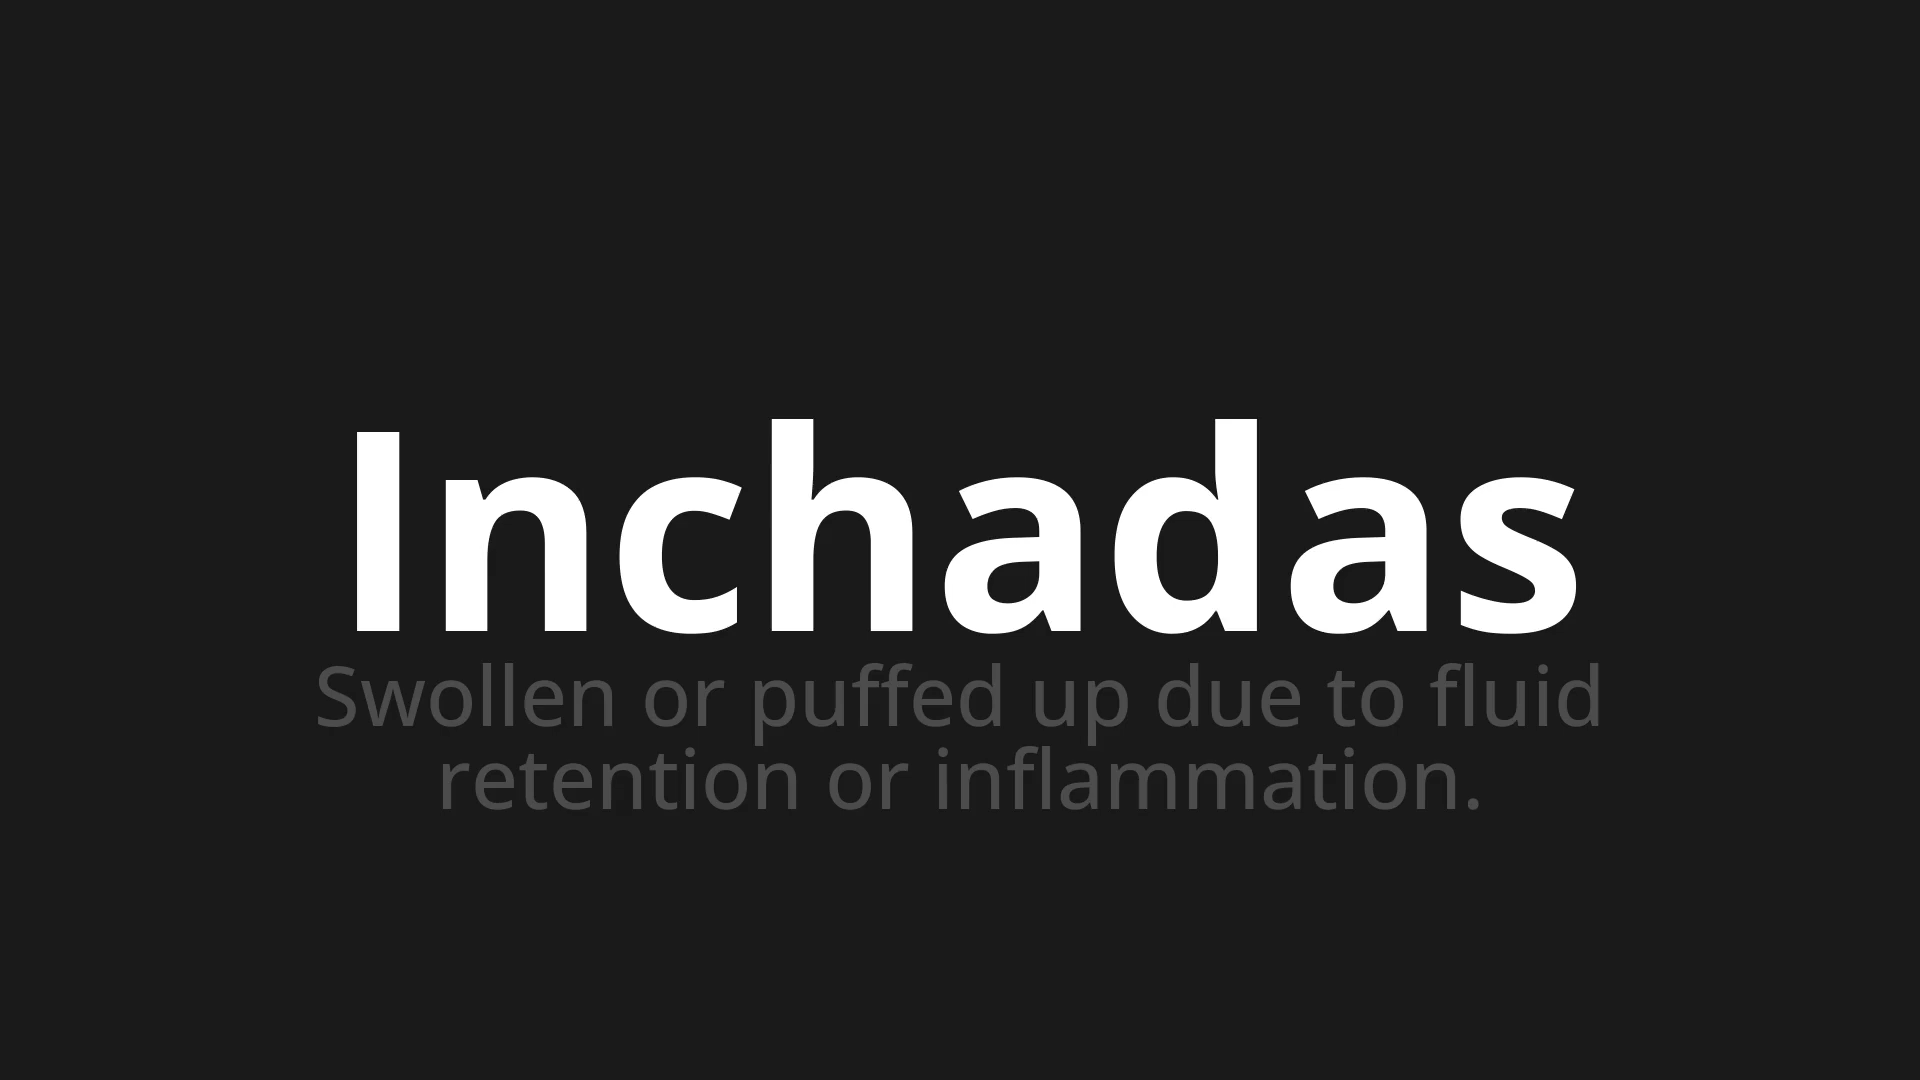 Inchadas
Swollen or puffed up due to fluid
retention or inflammation.